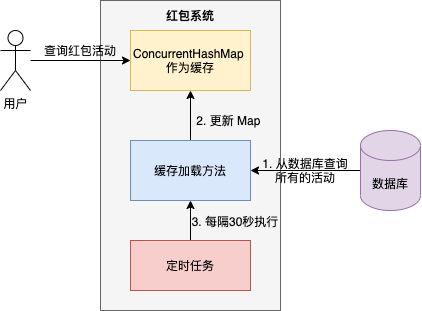 红包系统
查询红包活动
ConcurrentHashMap
作为缓存
用户
2. 更新 Map
缓存加载方法
1. 从数据库查询
所有的活动
数据库
3. 每隔30秒执行
定时任务